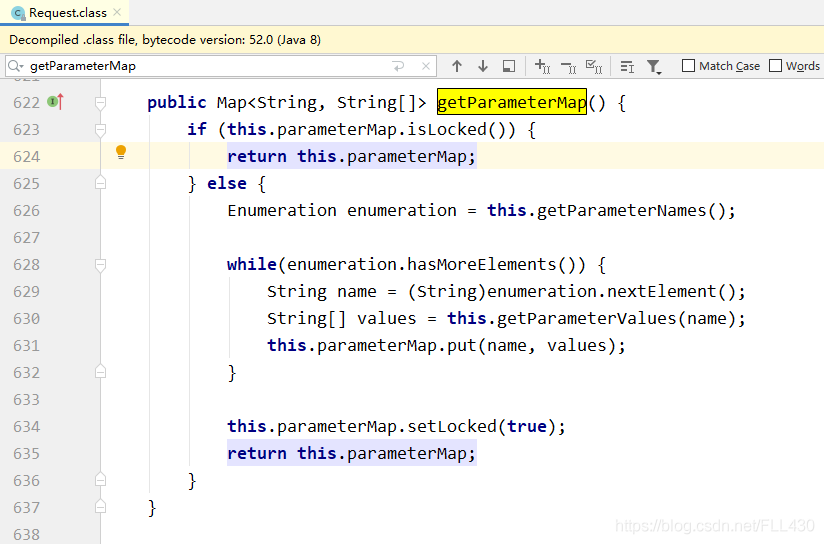 Request.class
Decompiled .class file, bytecode version: 52.0 (Java 8)
getParameterMap Match Case Words
622 public Map<String, String[]> getParameterMap() {
623 if (this.parameterMap.isLocked()) {
624 return this.parameterMap;
625 } else {
626 Enumeration enumeration = this.getParameterNames();
627
628 while(enumeration.hasMoreElements()) {
629 String name = (String)enumeration.nextElement();
630 String[] values = this.getParameterValues(name);
631 this.parameterMap.put(name, values);
632 }
633
634 this.parameterMap.setLocked(true);
635 return this.parameterMap;
636 }
637 }
638
https://blog.csdn.net/FLL430